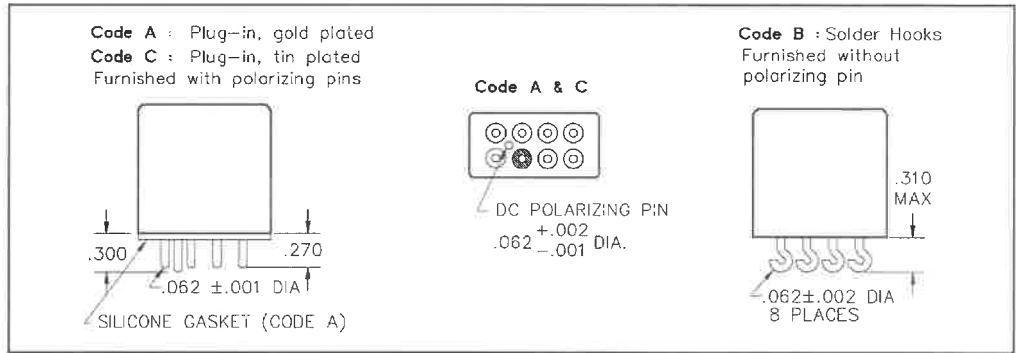 Code A : Plug-in, gold plated
Code C : Plug-in, tin plated
Furnished with polarizing pins
.300
.270
.062 ±.001 DIA
SILICONE GASKET (CODE A)
Code A & C
DC POLARIZING PIN
.062 +.002 -.001 DIA.
Code B : Solder Hooks
Furnished without
polarizing pin
.310
MAX
.062±.002 DIA
8 PLACES